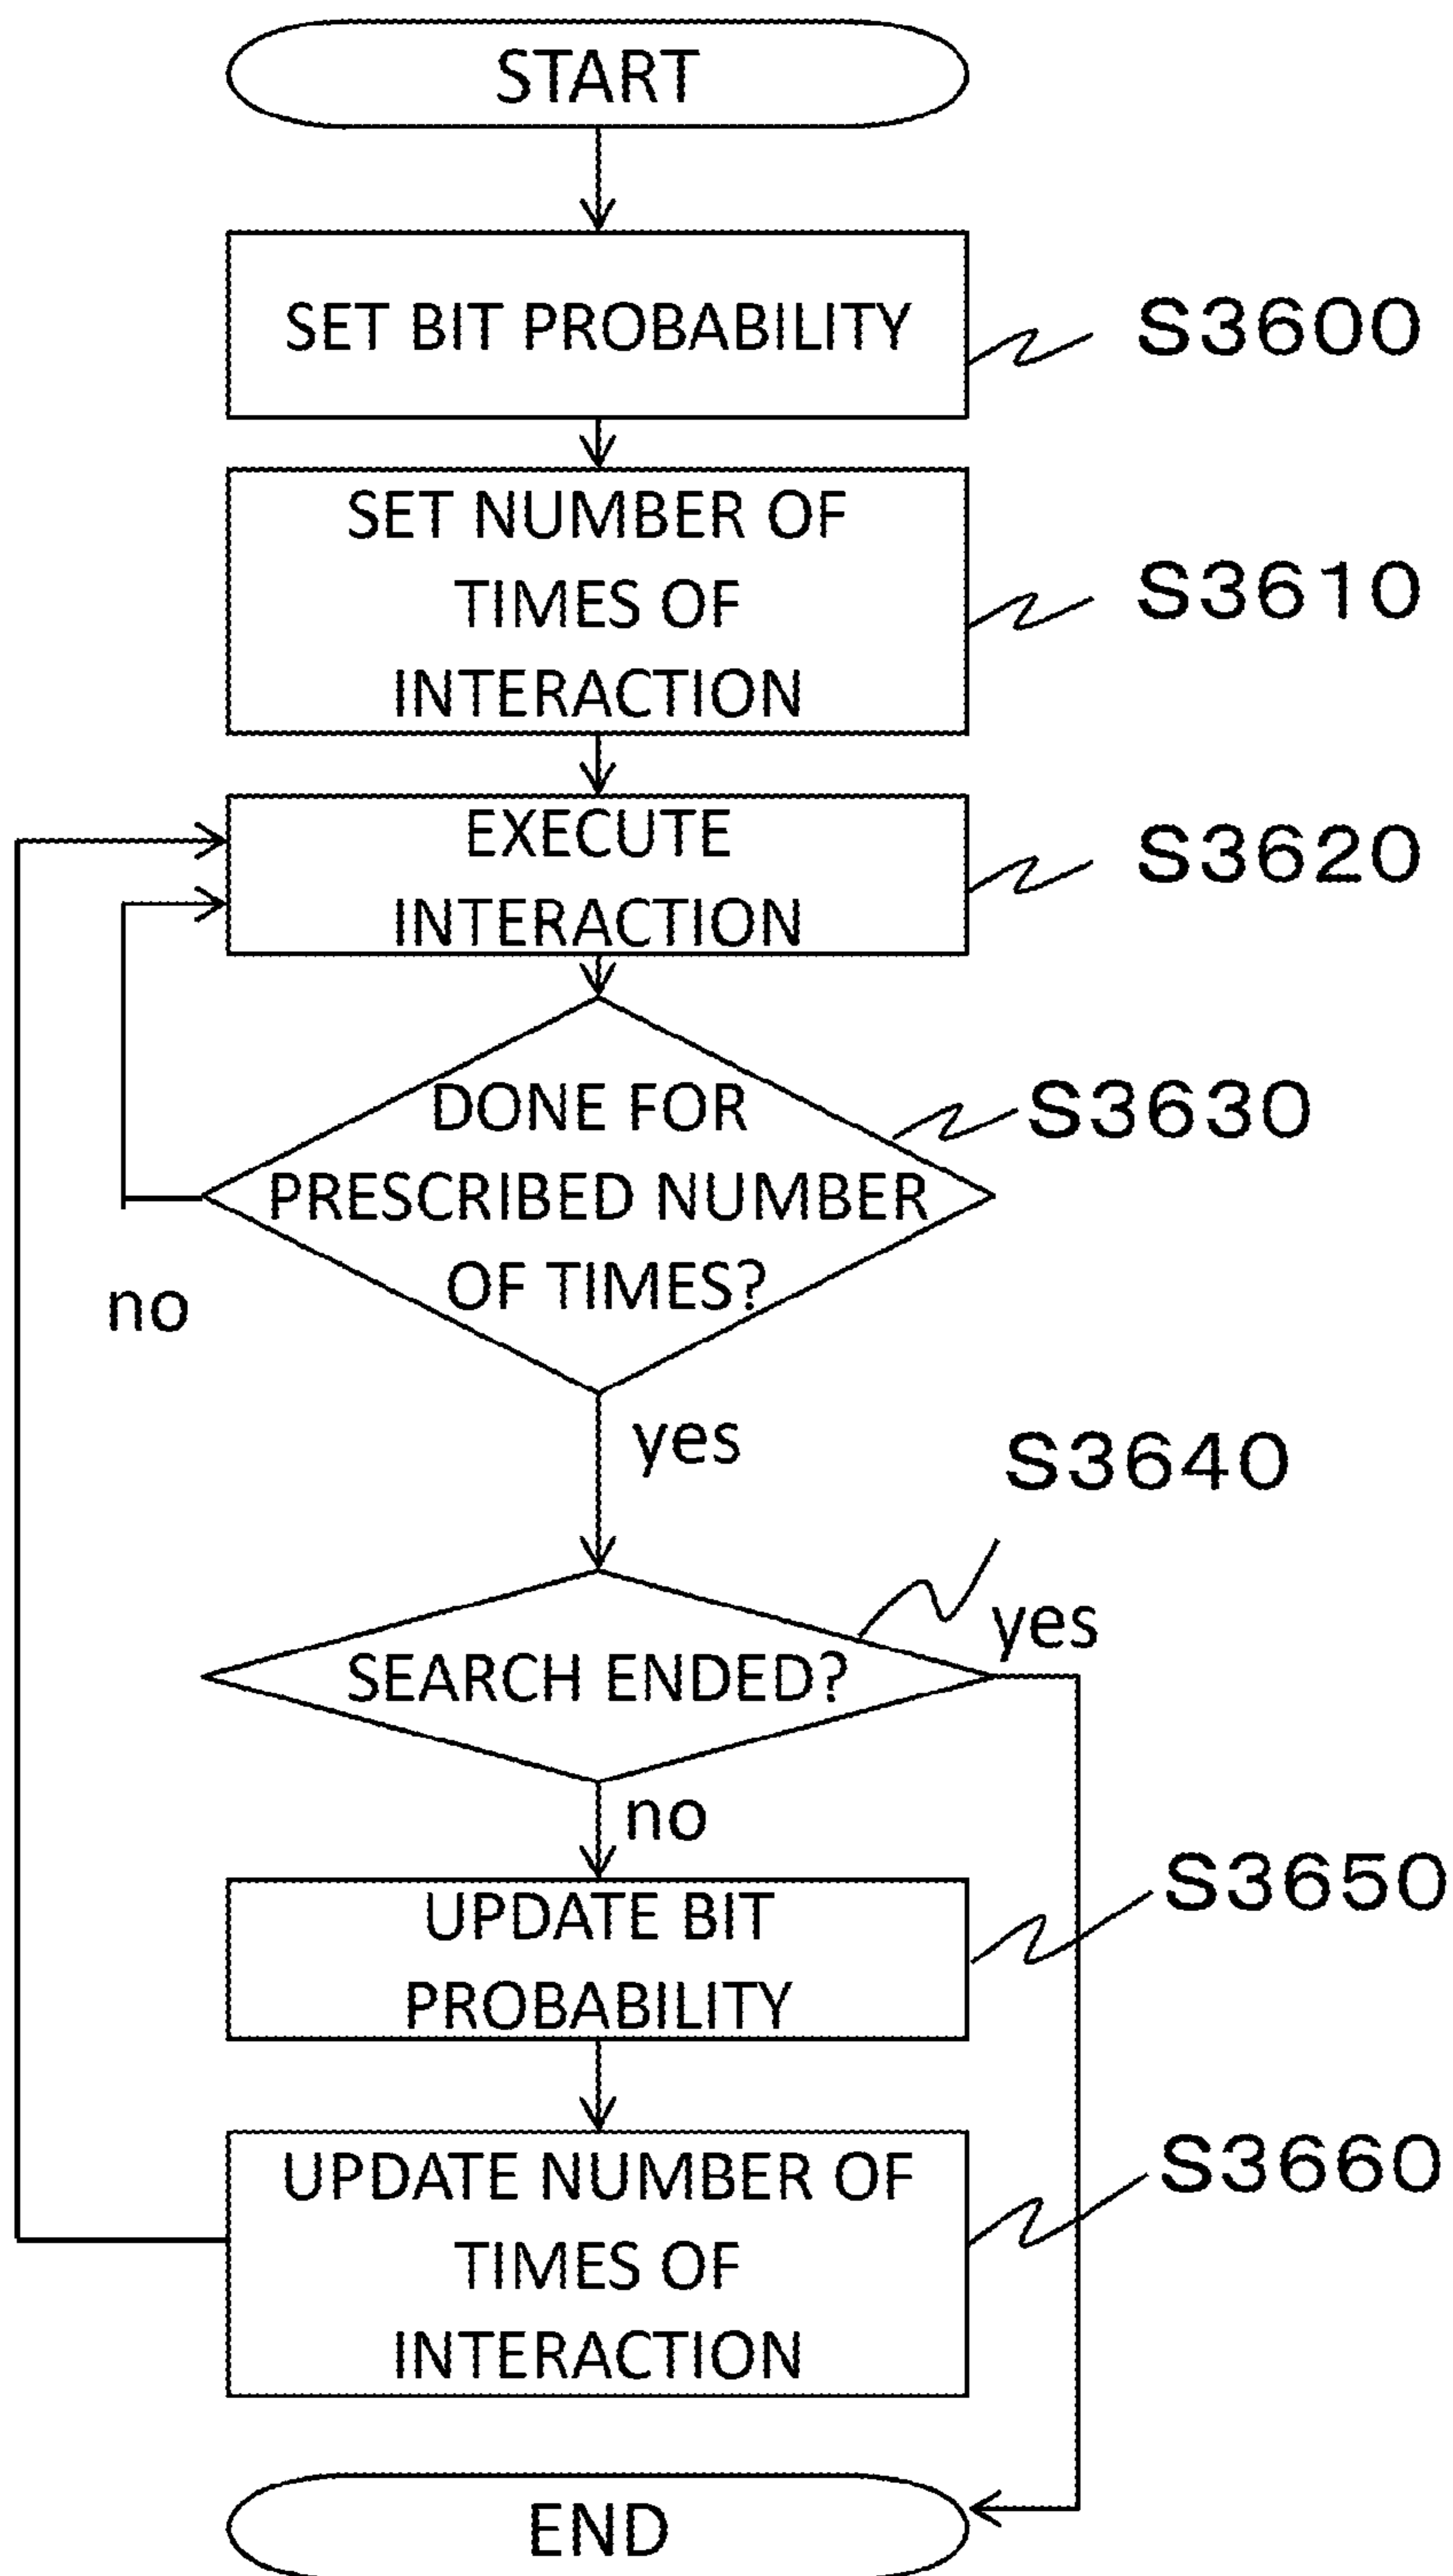 START
SET BIT PROBABILITY
S3600
SET NUMBER OF
TIMES OF
INTERACTION
S3610
EXECUTE
INTERACTION
S3620
DONE FOR
PRESCRIBED NUMBER
OF TIMES?
S3630
no
yes
S3640
SEARCH ENDED?
yes
no
UPDATE BIT
PROBABILITY
S3650
UPDATE NUMBER OF
TIMES OF
INTERACTION
S3660
END